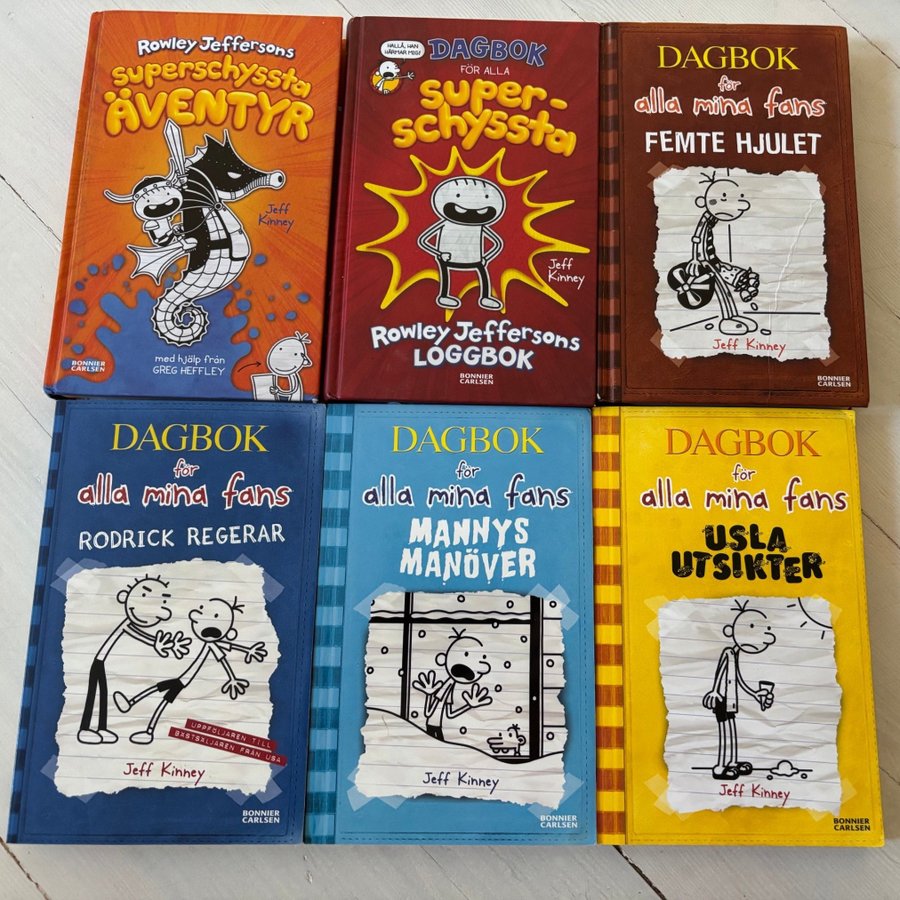 Rowley Jeffersons
superschyssta
ÄVENTYR
Jeff
Kinney
med hjälp från
GREG HEFFLEY
BONNIER
CARLSEN
HALLÅ, HAN
HÄRMAR MIG!
DAGBOK
FÖR ALLA
super-
schyssta
Jeff
Kinney
Rowley Jeffersons
LOGGBOK
BONNIER
CARLSEN
DAGBOK
för
alla mina fans
FEMTE HJULET
Jeff Kinney
BONNIER
CARLSEN
DAGBOK
för
alla mina fans
RODRICK REGERAR
UPPFÖLJAREN TILL
BÄSTSÄLJAREN FRÅN USA
Jeff Kinney
BONNIER
CARLSEN
DAGBOK
för
alla mina fans
MANNYS
MANÖVER
Jeff Kinney
BONNIER
CARLSEN
DAGBOK
för
alla mina fans
USLA
UTSIKTER
Jeff Kinney
BONNIER
CARLSEN